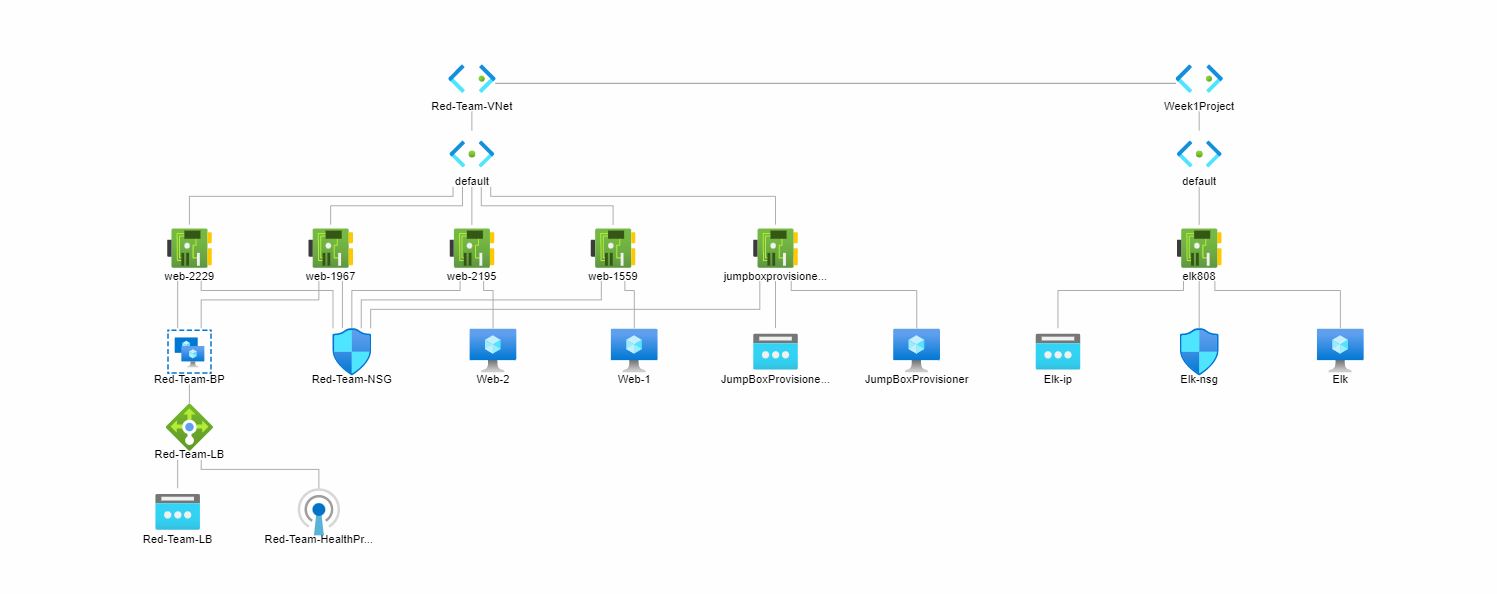 Red-Team-VNet
Week1Project
default
default
web-2229
web-1967
web-2195
web-1559
jumpboxprovisione...
elk808
Red-Team-BP
Red-Team-NSG
Web-2
Web-1
JumpBoxProvisione...
JumpBoxProvisioner
Elk-ip
Elk-nsg
Elk
Red-Team-LB
Red-Team-LB
Red-Team-HealthPr...